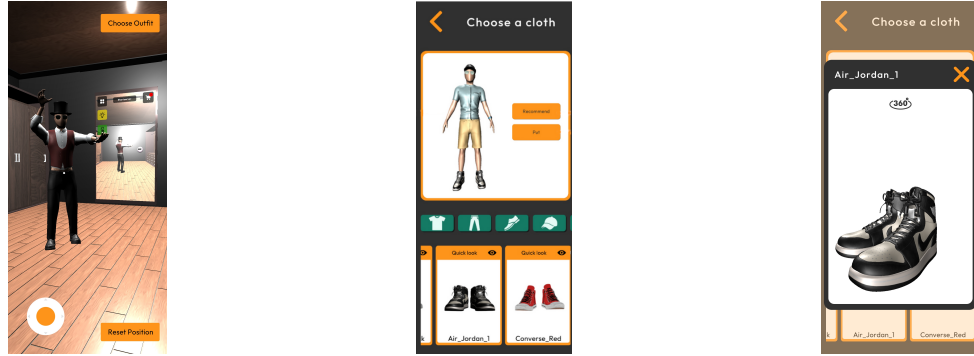 Choose Outfit
Reset Position
Choose a cloth
Recommend
Quick look
Quick look
Air_Jordan_1
Converse_Red
Choose a cloth
Air_Jordan_1
360°
k
Air_Jordan_1
Converse_Red